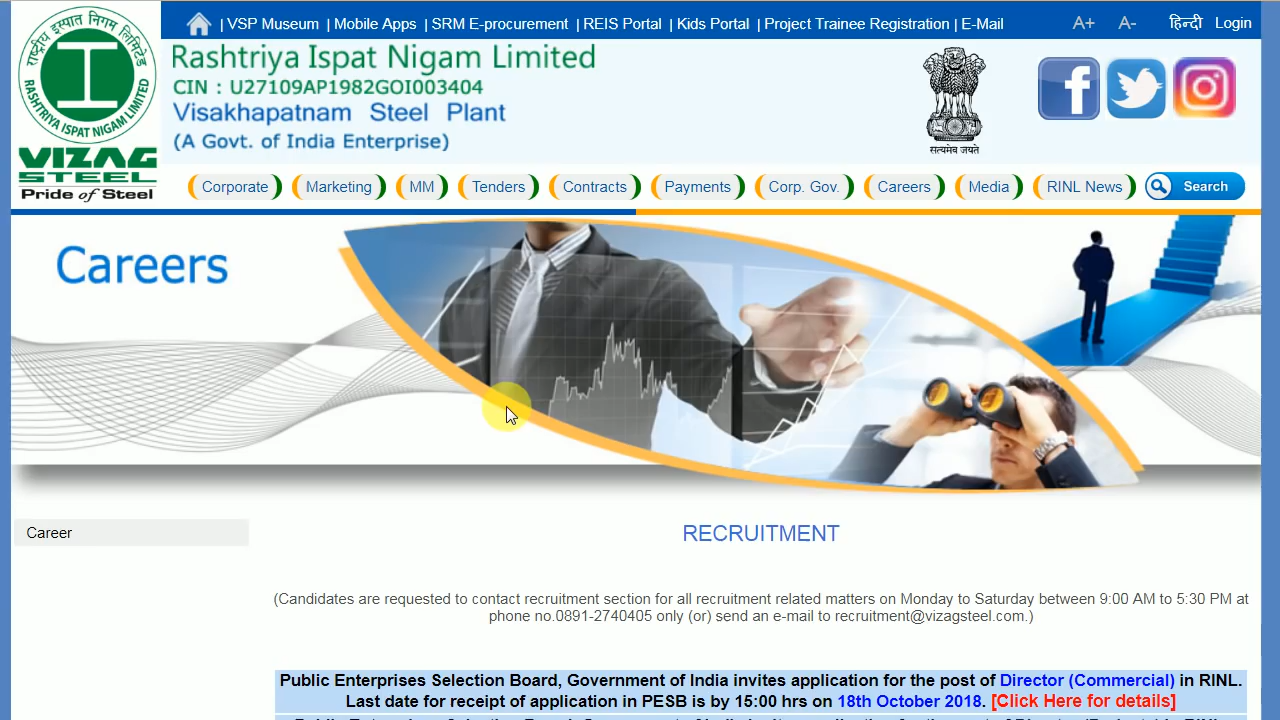 राष्ट्रीय इस्पात निगम लिमिटेड
RASHTRIYA ISPAT NIGAM LIMITED
VIZAG
STEEL
Pride of Steel
| VSP Museum | Mobile Apps | SRM E-procurement | REIS Portal | Kids Portal | Project Trainee Registration | E-Mail
A+ A- हिन्दी Login
Rashtriya Ispat Nigam Limited
CIN : U27109AP1982GOI003404
Visakhapatnam Steel Plant
(A Govt. of India Enterprise)
सत्यमेव जयते
Corporate Marketing MM Tenders Contracts Payments Corp. Gov. Careers Media RINL News Search
Careers
Career
RECRUITMENT
(Candidates are requested to contact recruitment section for all recruitment related matters on Monday to Saturday between 9:00 AM to 5:30 PM at
phone no.0891-2740405 only (or) send an e-mail to recruitment@vizagsteel.com.)
Public Enterprises Selection Board, Government of India invites application for the post of Director (Commercial) in RINL.
Last date for receipt of application in PESB is by 15:00 hrs on 18th October 2018. [Click Here for details]